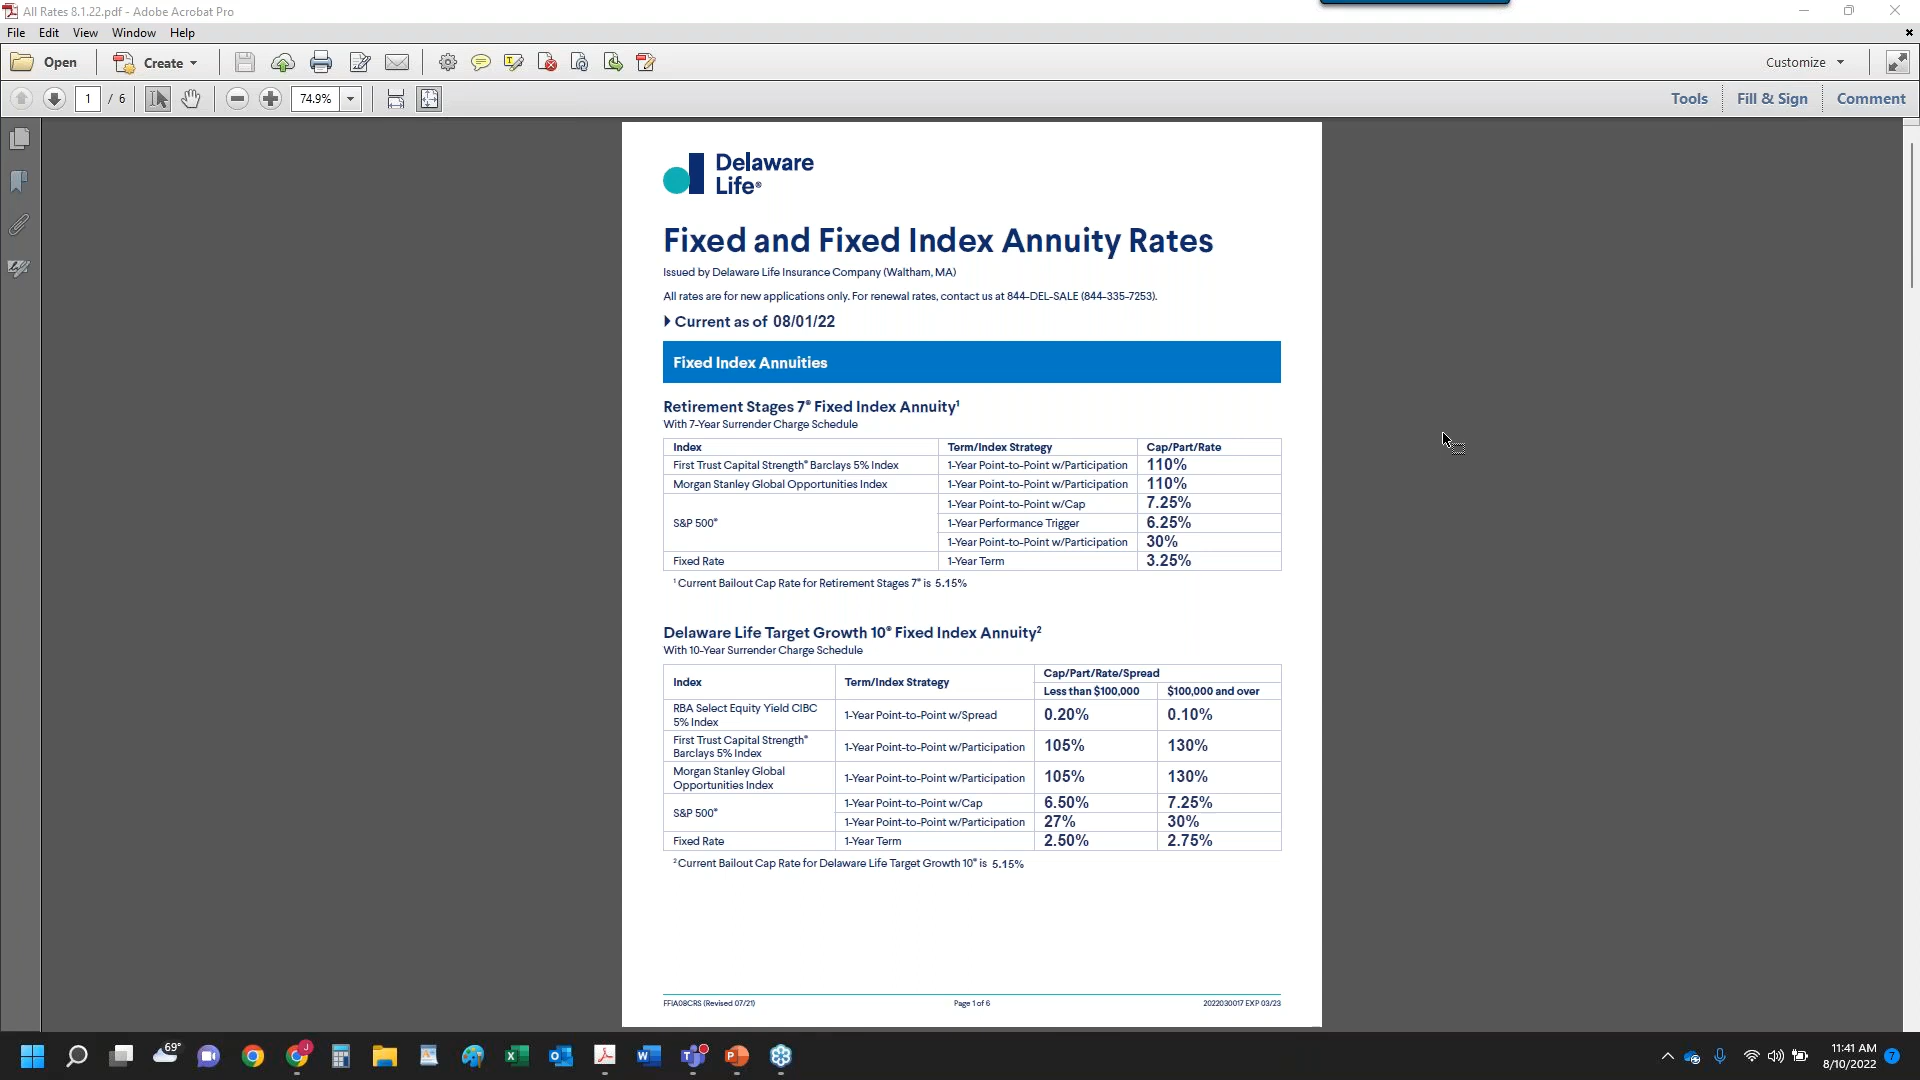 All Rates 8.1.22.pdf - Adobe Acrobat Pro
File Edit View Window Help
Open Create Customize
1 / 6 74.9% Tools Fill & Sign Comment
Delaware
Life®
Fixed and Fixed Index Annuity Rates
Issued by Delaware Life Insurance Company (Waltham, MA)
All rates are for new applications only. For renewal rates, contact us at 844-DEL-SALE (844-335-7253).
Current as of 08/01/22
Fixed Index Annuities
Retirement Stages 7® Fixed Index Annuity¹
With 7-Year Surrender Charge Schedule
Index Term/Index Strategy Cap/Part/Rate
First Trust Capital Strength® Barclays 5% Index 1-Year Point-to-Point w/Participation 110%
Morgan Stanley Global Opportunities Index 1-Year Point-to-Point w/Participation 110%
1-Year Point-to-Point w/Cap 7.25%
S&P 500® 1-Year Performance Trigger 6.25%
1-Year Point-to-Point w/Participation 30%
Fixed Rate 1-Year Term 3.25%
¹ Current Bailout Cap Rate for Retirement Stages 7® is 5.15%
Delaware Life Target Growth 10® Fixed Index Annuity²
With 10-Year Surrender Charge Schedule
Cap/Part/Rate/Spread
Index Term/Index Strategy
Less than $100,000 $100,000 and over
RBA Select Equity Yield CIBC
5% Index 1-Year Point-to-Point w/Spread 0.20% 0.10%
First Trust Capital Strength®
Barclays 5% Index 1-Year Point-to-Point w/Participation 105% 130%
Morgan Stanley Global
Opportunities Index 1-Year Point-to-Point w/Participation 105% 130%
1-Year Point-to-Point w/Cap 6.50% 7.25%
S&P 500®
1-Year Point-to-Point w/Participation 27% 30%
Fixed Rate 1-Year Term 2.50% 2.75%
² Current Bailout Cap Rate for Delaware Life Target Growth 10® is 5.15%
FFIA08CRS (Revised 07/21) Page 1 of 6 2022030017 EXP 03/23
69°
11:41 AM
8/10/2022 7